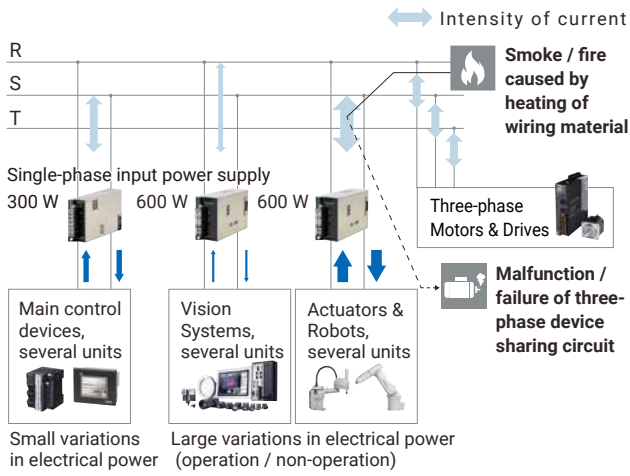 Intensity of current
R
S
T
Smoke / fire
caused by
heating of
wiring material
Single-phase input power supply
300 W
600 W
600 W
Three-phase
Motors & Drives
Malfunction /
failure of three-
phase device
sharing circuit
Main control
devices,
several units
Vision
Systems,
several units
Actuators &
Robots,
several units
Small variations
in electrical power
Large variations in electrical power
(operation / non-operation)